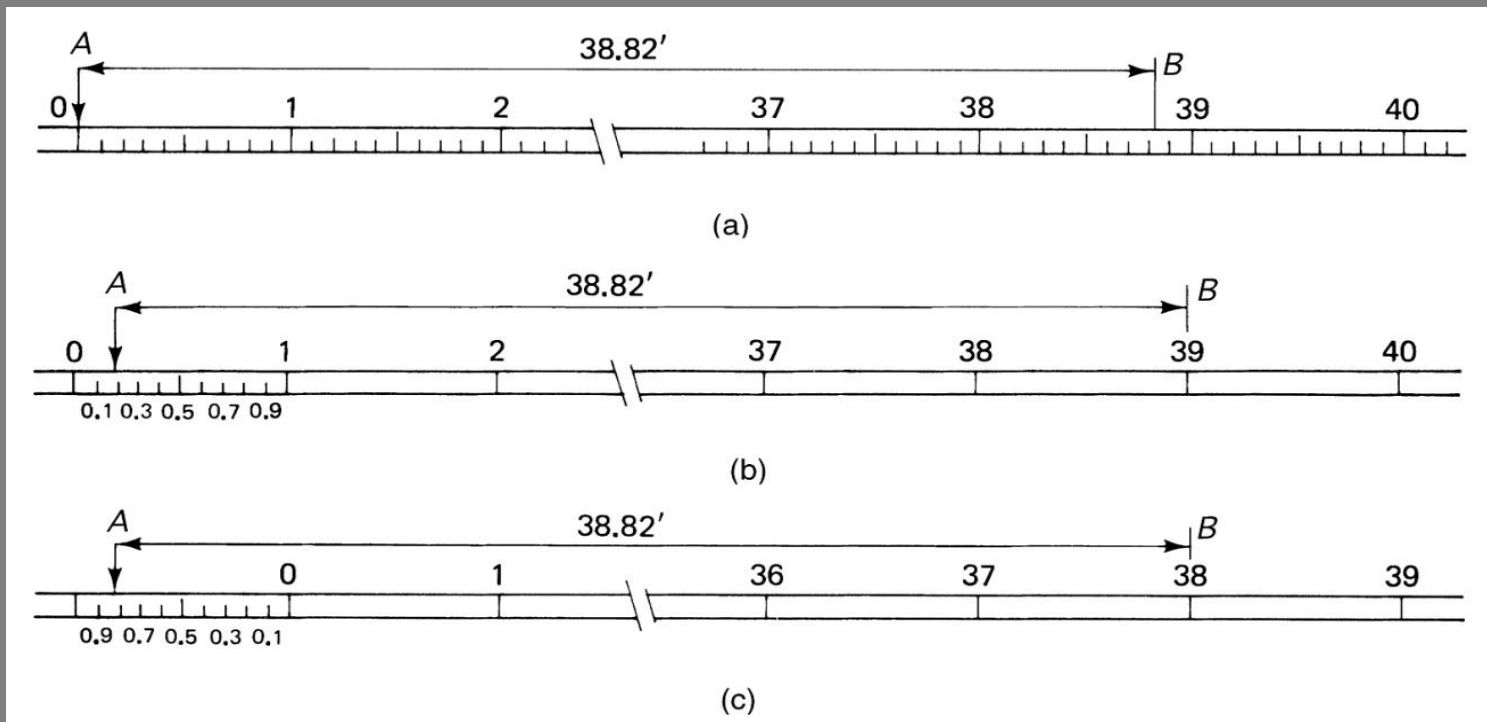 A 38.82′ B
0 1 2 37 38 39 40
(a)
A 38.82′ B
0 1 2 37 38 39 40
0.1 0.3 0.5 0.7 0.9
(b)
A 38.82′ B
0 1 36 37 38 39
0.9 0.7 0.5 0.3 0.1
(c)